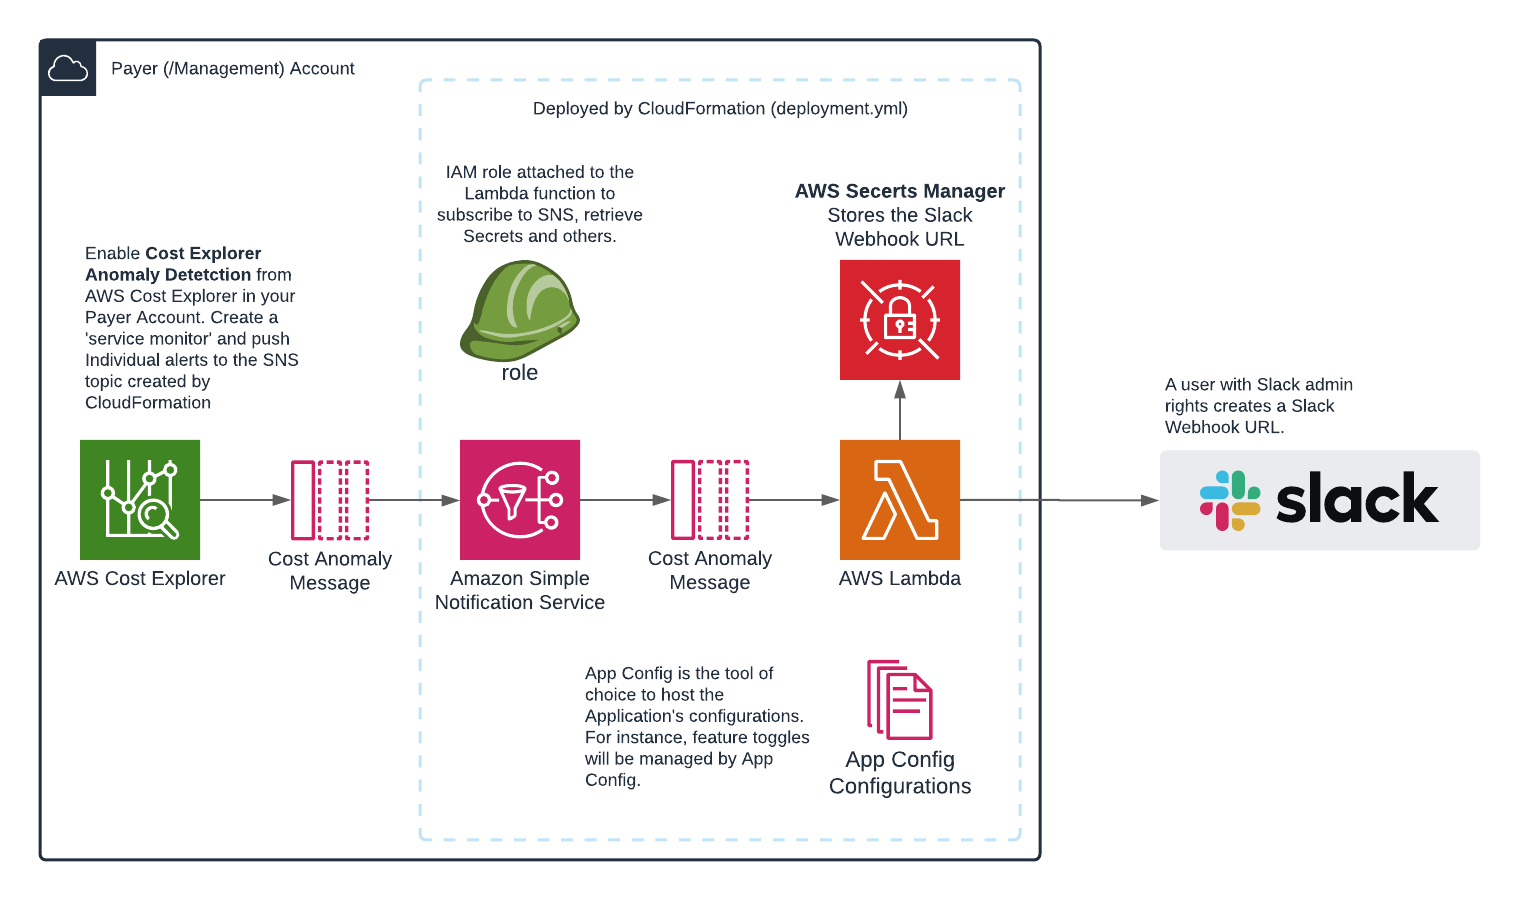 Payer (/Management) Account
Deployed by CloudFormation (deployment.yml)
IAM role attached to the
Lambda function to
subscribe to SNS, retrieve
Secrets and others.
role
AWS Secerts Manager
Stores the Slack
Webhook URL
Enable Cost Explorer
Anomaly Detetction from
AWS Cost Explorer in your
Payer Account. Create a
'service monitor' and push
Individual alerts to the SNS
topic created by
CloudFormation
AWS Cost Explorer
Cost Anomaly
Message
Amazon Simple
Notification Service
Cost Anomaly
Message
AWS Lambda
A user with Slack admin
rights creates a Slack
Webhook URL.
slack
App Config is the tool of
choice to host the
Application's configurations.
For instance, feature toggles
will be managed by App
Config.
App Config
Configurations